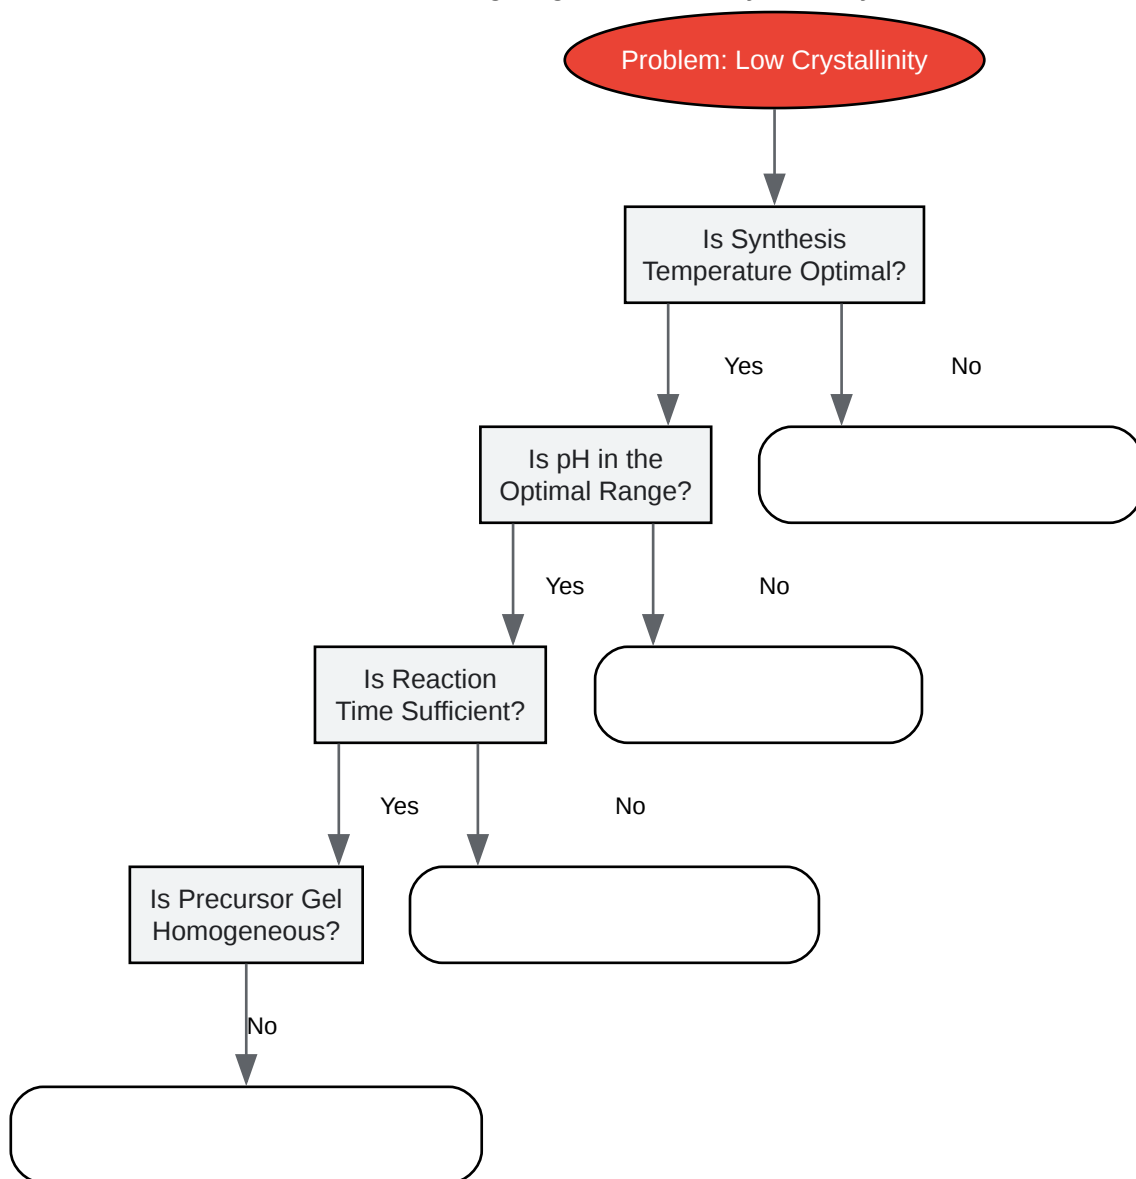 Problem: Low Crystallinity
Is Synthesis
Temperature Optimal?
Yes
No
Is pH in the
Optimal Range?
Yes
No
Is Reaction
Time Sufficient?
Yes
No
Is Precursor Gel
Homogeneous?
No